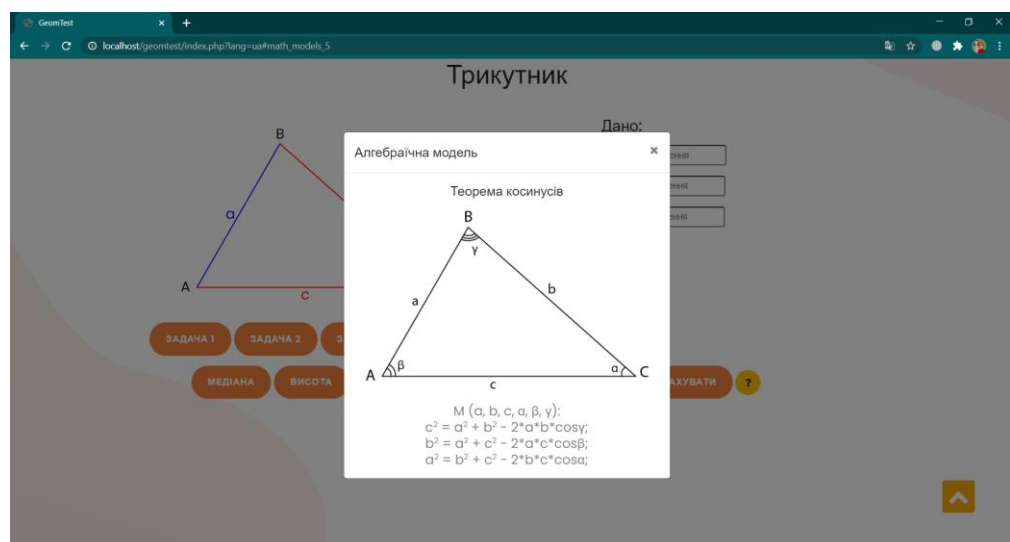 GeomTest
localhost/geomtest/index.php?lang=ua#math_models_5
Трикутник
Дано:
B
a
A
c
ЗАДАЧА 1
ЗАДАЧА 2
МЕДІАНА
ВИСОТА
?
Алгебраїчна модель
Теорема косинусів
B
γ
a
b
A
β
α
C
c
M (a, b, c, α, β, γ):
c² = a² + b² - 2*a*b*cosγ;
b² = a² + c² - 2*a*c*cosβ;
a² = b² + c² - 2*b*c*cosα;